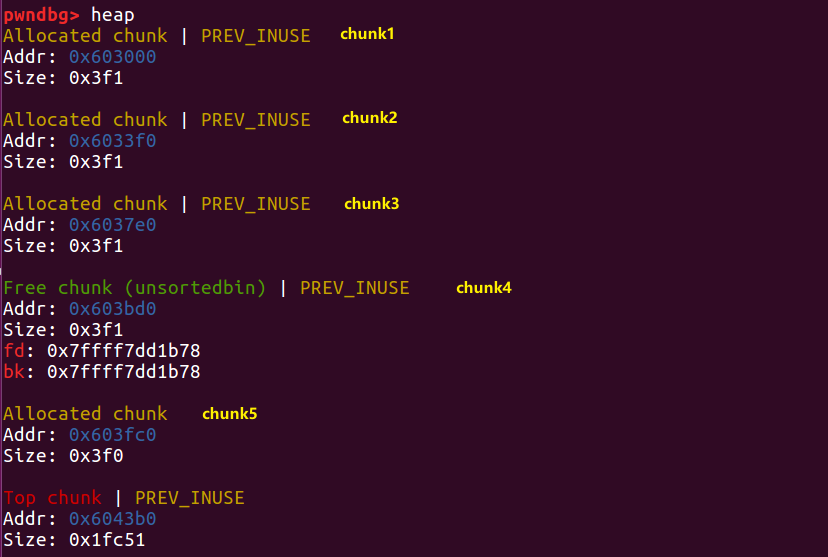 pwndbg> heap
Allocated chunk | PREV_INUSE chunk1
Addr: 0x603000
Size: 0x3f1
Allocated chunk | PREV_INUSE chunk2
Addr: 0x6033f0
Size: 0x3f1
Allocated chunk | PREV_INUSE chunk3
Addr: 0x6037e0
Size: 0x3f1
Free chunk (unsortedbin) | PREV_INUSE chunk4
Addr: 0x603bd0
Size: 0x3f1
fd: 0x7ffff7dd1b78
bk: 0x7ffff7dd1b78
Allocated chunk chunk5
Addr: 0x603fc0
Size: 0x3f0
Top chunk | PREV_INUSE
Addr: 0x6043b0
Size: 0x1fc51